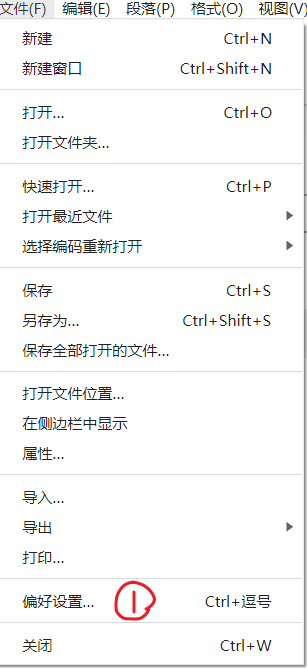 文件(F) 编辑(E) 段落(P) 格式(O) 视图(V)
新建 Ctrl+N
新建窗口 Ctrl+Shift+N
打开... Ctrl+O
打开文件夹...
快速打开... Ctrl+P
打开最近文件
选择编码重新打开
保存 Ctrl+S
另存为... Ctrl+Shift+S
保存全部打开的文件...
打开文件位置...
在侧边栏中显示
属性...
导入...
导出
打印...
偏好设置... 1 Ctrl+逗号
关闭 Ctrl+W